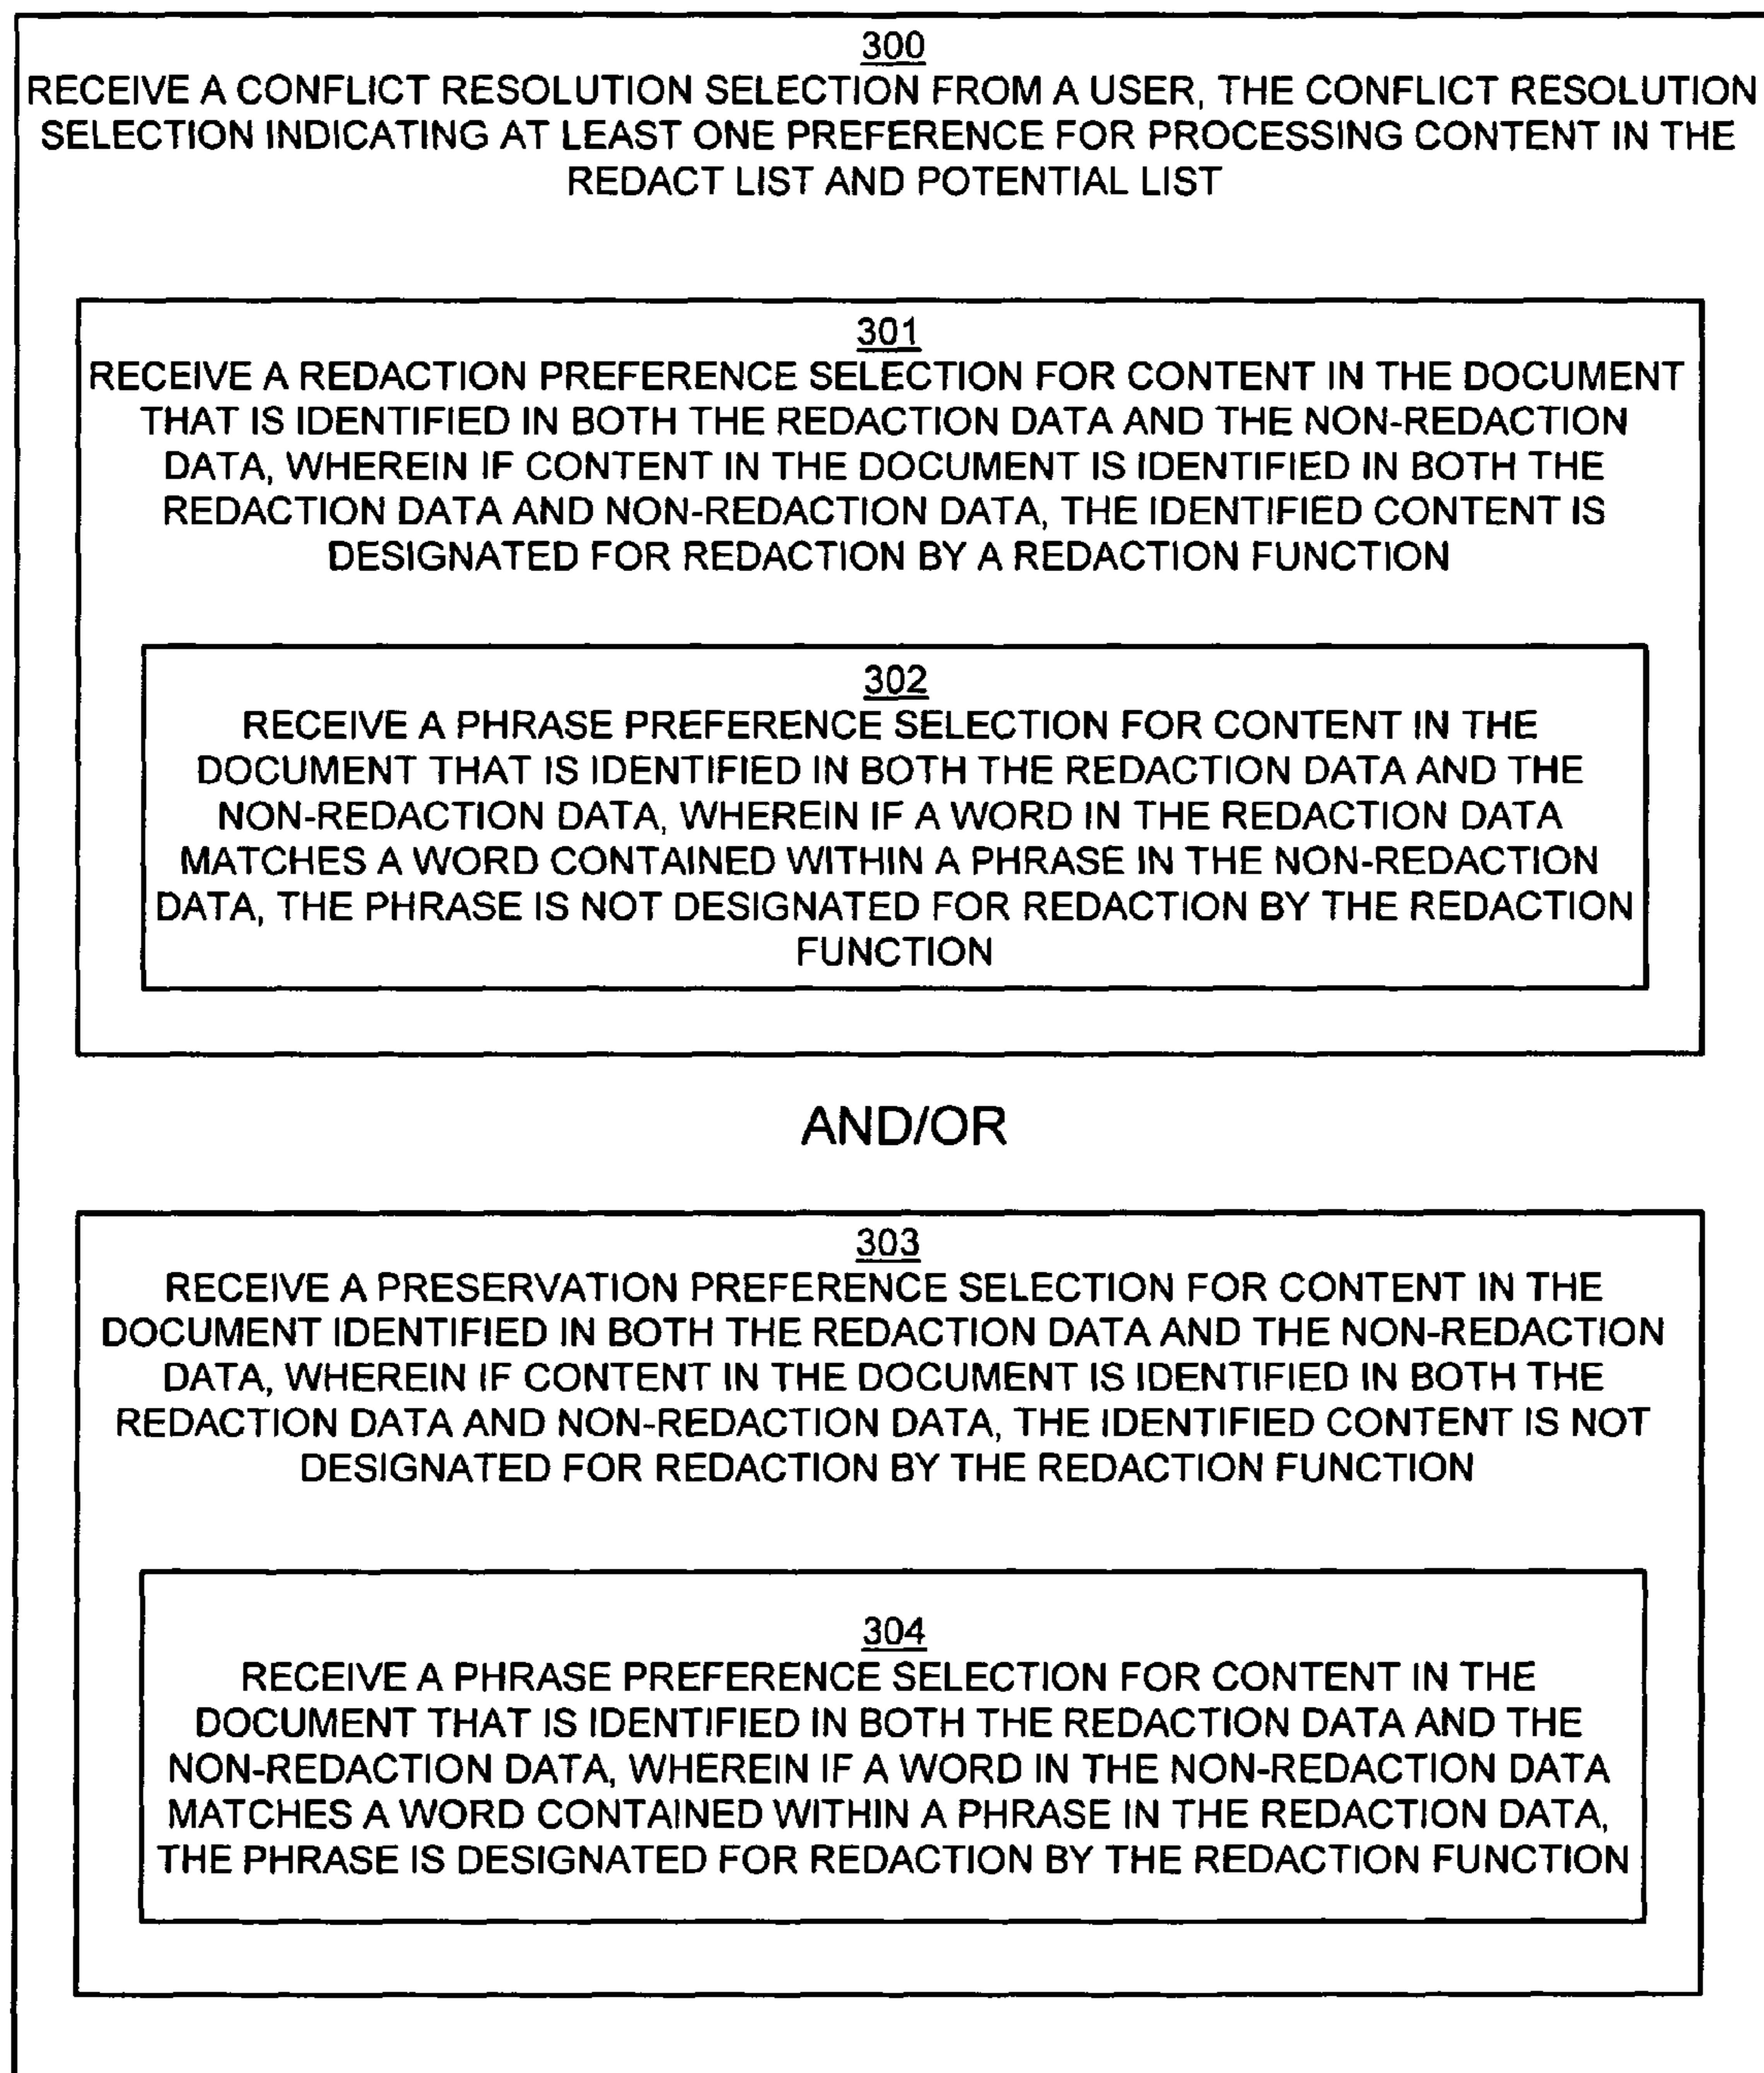 300
RECEIVE A CONFLICT RESOLUTION SELECTION FROM A USER, THE CONFLICT RESOLUTION
SELECTION INDICATING AT LEAST ONE PREFERENCE FOR PROCESSING CONTENT IN THE
REDACT LIST AND POTENTIAL LIST
301
RECEIVE A REDACTION PREFERENCE SELECTION FOR CONTENT IN THE DOCUMENT
THAT IS IDENTIFIED IN BOTH THE REDACTION DATA AND THE NON-REDACTION
DATA, WHEREIN IF CONTENT IN THE DOCUMENT IS IDENTIFIED IN BOTH THE
REDACTION DATA AND NON-REDACTION DATA, THE IDENTIFIED CONTENT IS
DESIGNATED FOR REDACTION BY A REDACTION FUNCTION
302
RECEIVE A PHRASE PREFERENCE SELECTION FOR CONTENT IN THE
DOCUMENT THAT IS IDENTIFIED IN BOTH THE REDACTION DATA AND THE
NON-REDACTION DATA, WHEREIN IF A WORD IN THE REDACTION DATA
MATCHES A WORD CONTAINED WITHIN A PHRASE IN THE NON-REDACTION
DATA, THE PHRASE IS NOT DESIGNATED FOR REDACTION BY THE REDACTION
FUNCTION
AND/OR
303
RECEIVE A PRESERVATION PREFERENCE SELECTION FOR CONTENT IN THE
DOCUMENT IDENTIFIED IN BOTH THE REDACTION DATA AND THE NON-REDACTION
DATA, WHEREIN IF CONTENT IN THE DOCUMENT IS IDENTIFIED IN BOTH THE
REDACTION DATA AND NON-REDACTION DATA, THE IDENTIFIED CONTENT IS NOT
DESIGNATED FOR REDACTION BY THE REDACTION FUNCTION
304
RECEIVE A PHRASE PREFERENCE SELECTION FOR CONTENT IN THE
DOCUMENT THAT IS IDENTIFIED IN BOTH THE REDACTION DATA AND THE
NON-REDACTION DATA, WHEREIN IF A WORD IN THE NON-REDACTION DATA
MATCHES A WORD CONTAINED WITHIN A PHRASE IN THE REDACTION DATA,
THE PHRASE IS DESIGNATED FOR REDACTION BY THE REDACTION FUNCTION